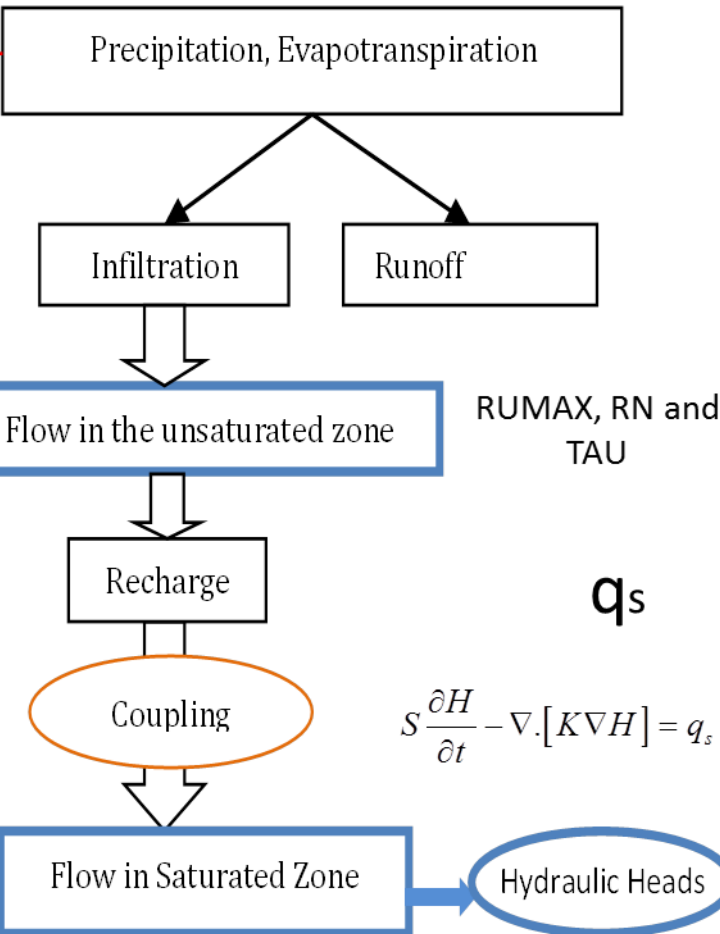 Precipitation, Evapotranspiration
Infiltration
Runoff
Flow in the unsaturated zone
RUMAX, RN and
TAU
Recharge
qs
Coupling
S ∂H/∂t − ∇.[K∇H] = qₛ
Flow in Saturated Zone
Hydraulic Heads